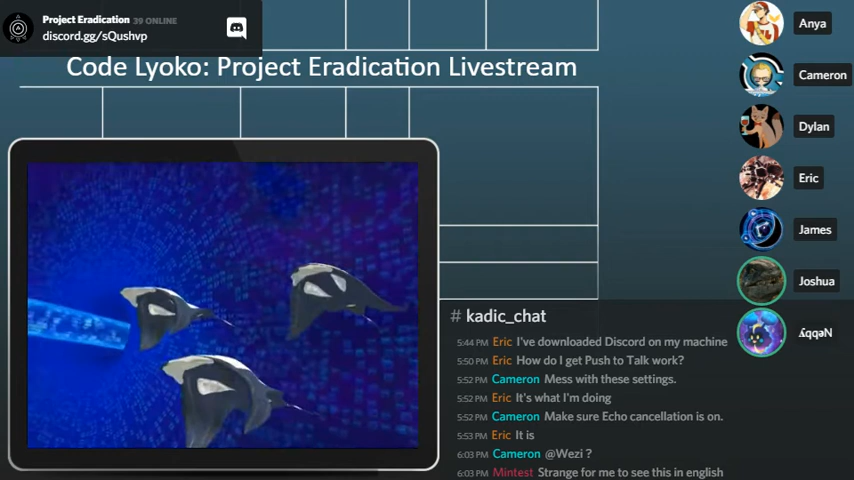 Project Eradication 39 ONLINE
discord.gg/sQushvp
Code Lyoko: Project Eradication Livestream
Anya
Cameron
Dylan
Eric
James
Joshua
ʎqqǝN
# kadic_chat
5:44 PM Eric I've downloaded Discord on my machine
5:50 PM Eric How do I get Push to Talk work?
5:52 PM Cameron Mess with these settings.
5:52 PM Eric It's what I'm doing
5:52 PM Cameron Make sure Echo cancellation is on.
5:53 PM Eric It is
6:03 PM Cameron @Wezi ?
6:03 PM Mintest Strange for me to see this in english